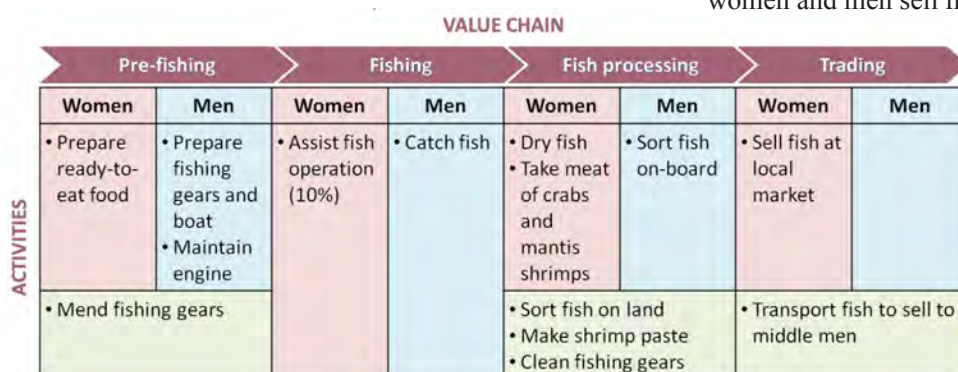 women and men sell
VALUE CHAIN
Pre-fishing
Fishing
Fish processing
Trading
Women
Men
Women
Men
Women
Men
Women
Men
ACTIVITIES
• Prepare
ready-to-
eat food
• Prepare
fishing
gears and
boat
• Maintain
engine
• Mend fishing gears
• Assist fish
operation
(10%)
• Catch fish
• Dry fish
• Take meat
of crabs
and
mantis
shrimps
• Sort fish
on-board
• Sort fish on land
• Make shrimp paste
• Clean fishing gears
• Sell fish at
local
market
• Transport fish to sell to
middle men